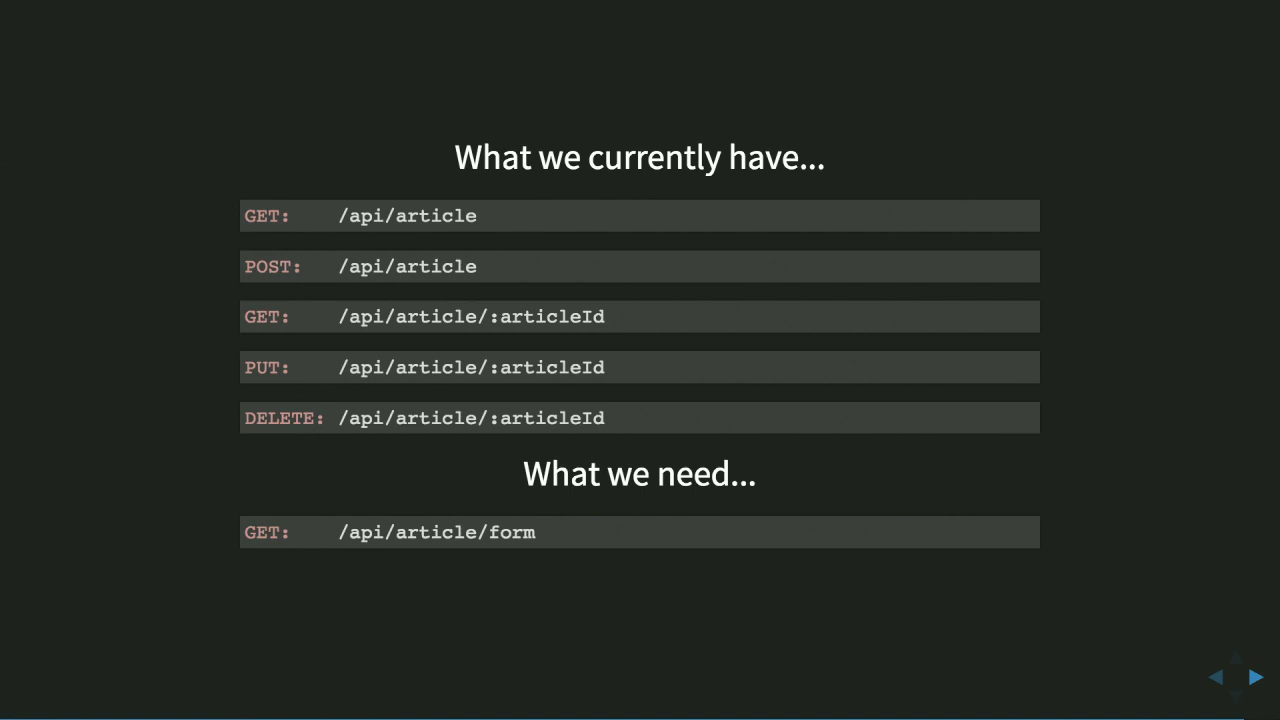 What we currently have...
GET: /api/article
POST: /api/article
GET: /api/article/:articleId
PUT: /api/article/:articleId
DELETE: /api/article/:articleId
What we need...
GET: /api/article/form